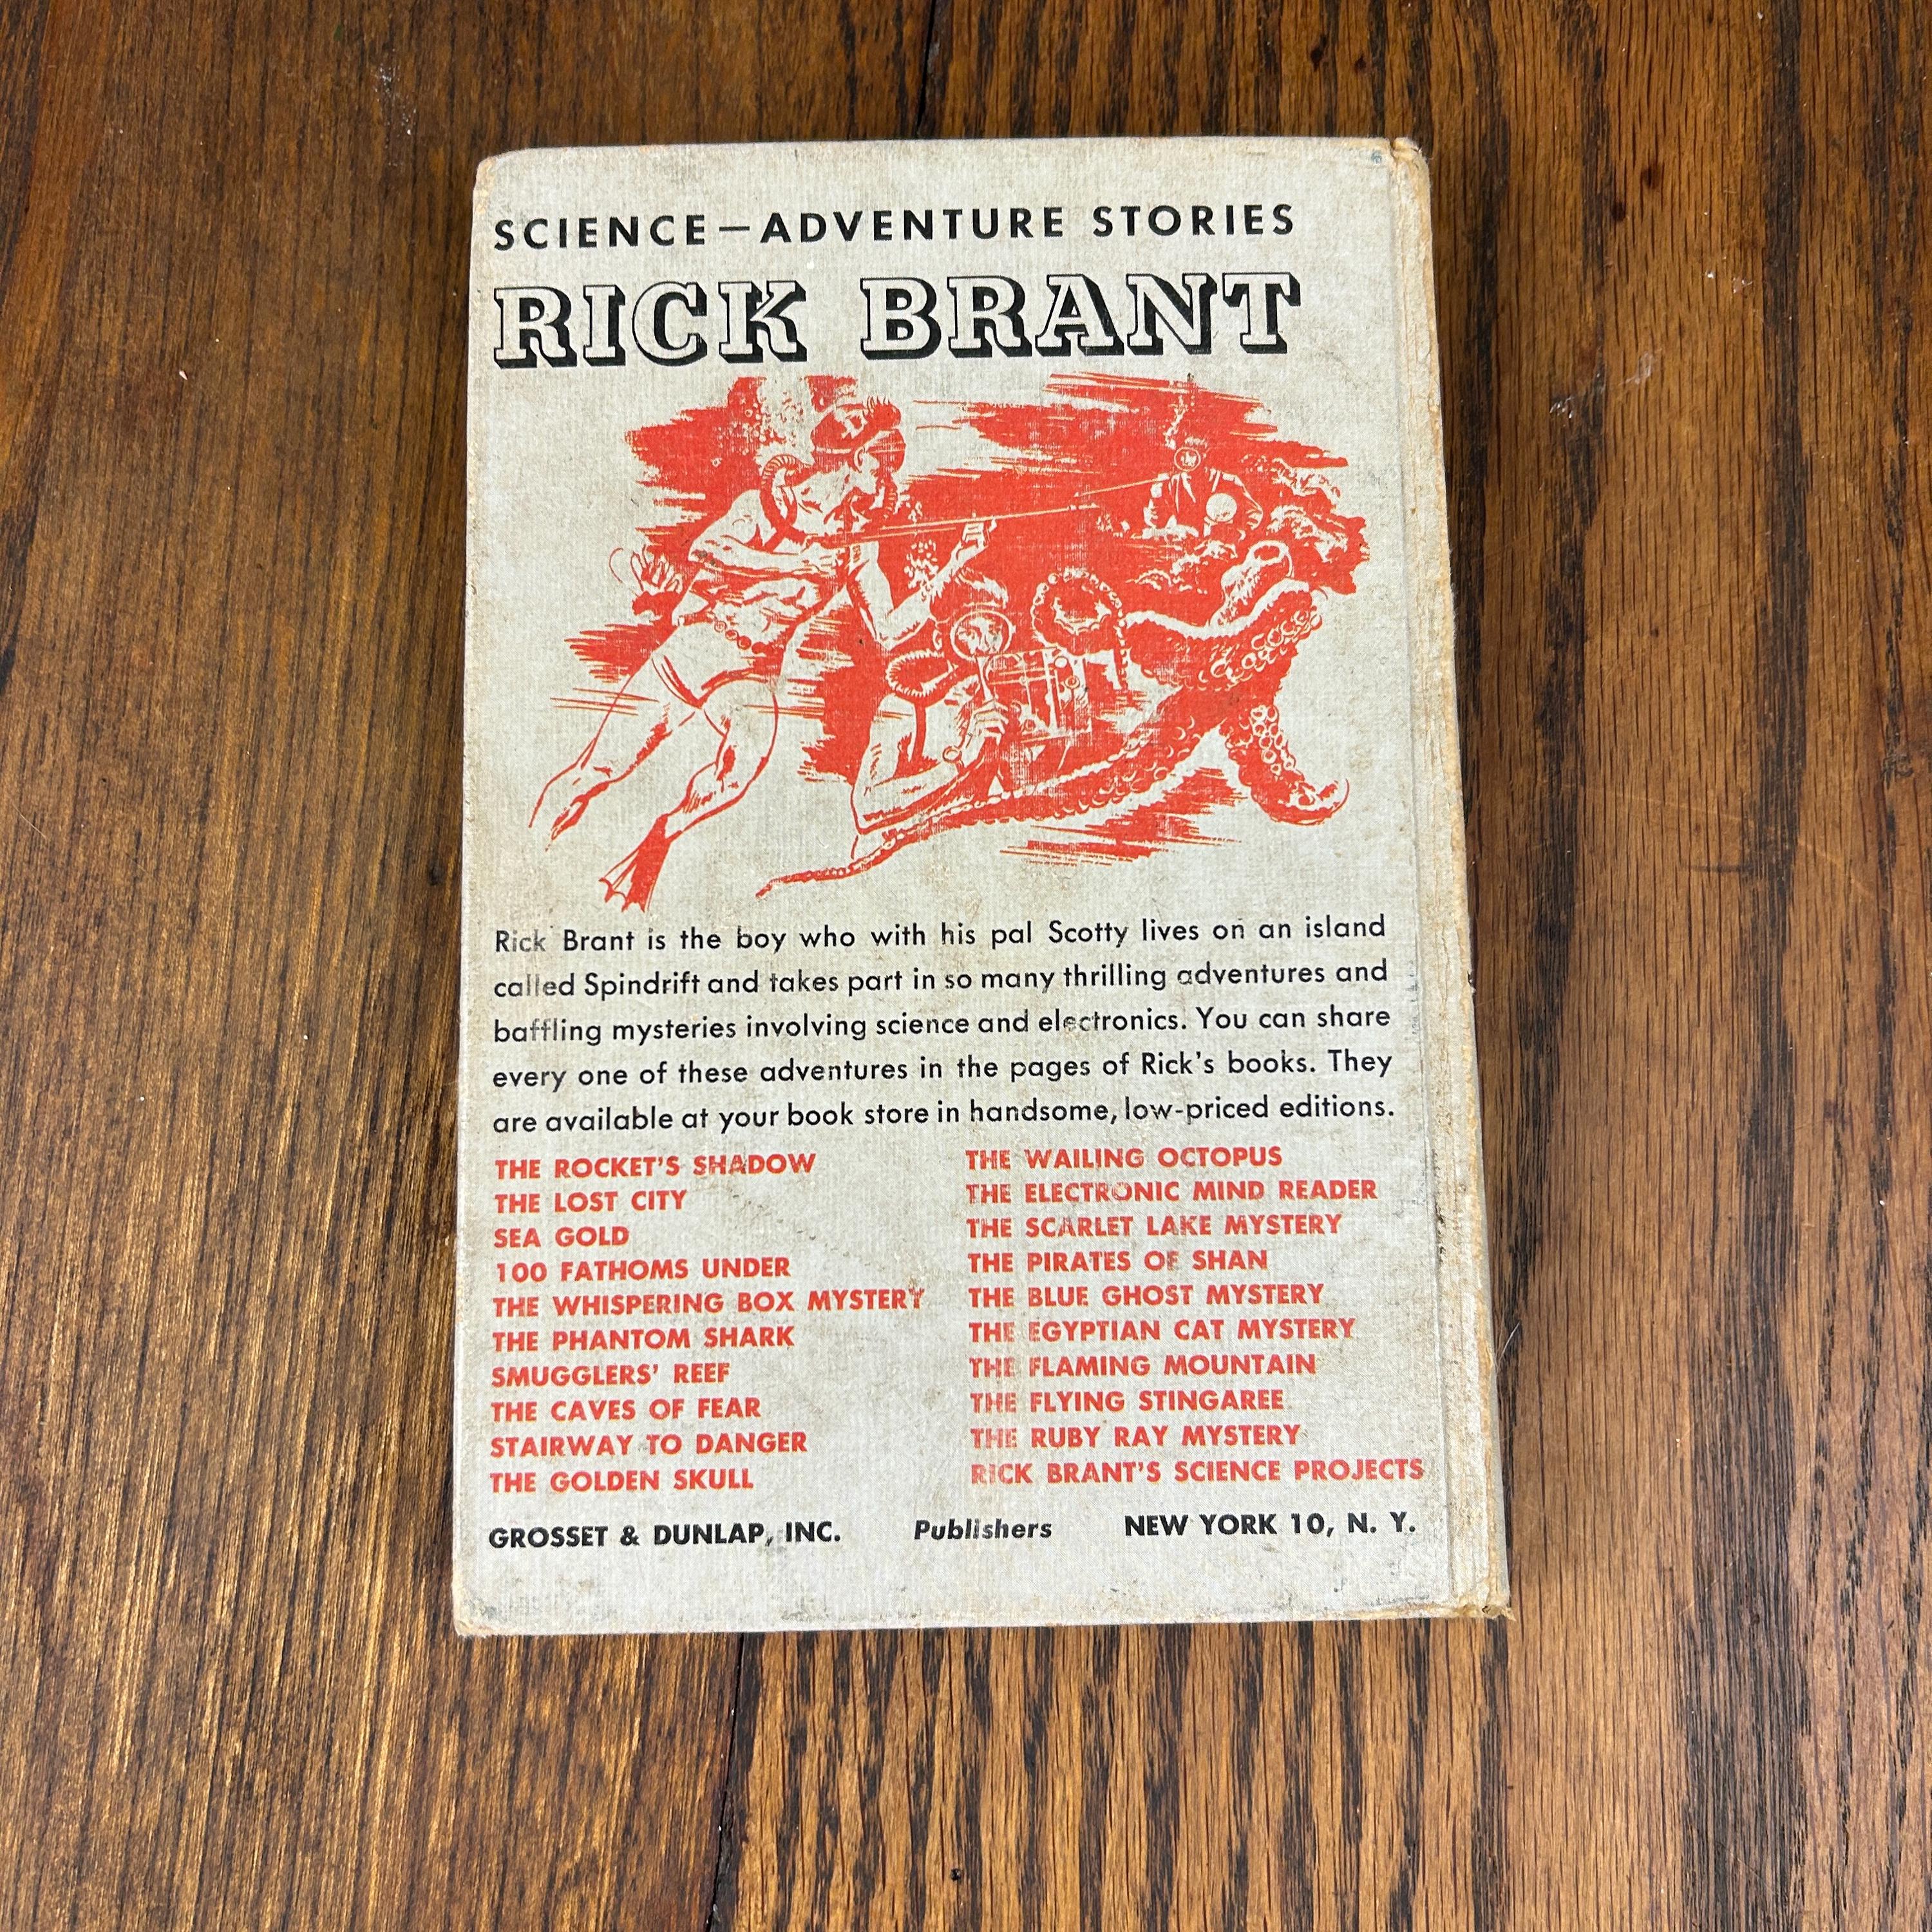 SCIENCE—ADVENTURE STORIES
RICK BRANT
Rick Brant is the boy who with his pal Scotty lives on an island
called Spindrift and takes part in so many thrilling adventures and
baffling mysteries involving science and electronics. You can share
every one of these adventures in the pages of Rick's books. They
are available at your book store in handsome, low-priced editions.
THE ROCKET'S SHADOW
THE LOST CITY
SEA GOLD
100 FATHOMS UNDER
THE WHISPERING BOX MYSTERY
THE PHANTOM SHARK
SMUGGLERS' REEF
THE CAVES OF FEAR
STAIRWAY TO DANGER
THE GOLDEN SKULL
THE WAILING OCTOPUS
THE ELECTRONIC MIND READER
THE SCARLET LAKE MYSTERY
THE PIRATES OF SHAN
THE BLUE GHOST MYSTERY
THE EGYPTIAN CAT MYSTERY
THE FLAMING MOUNTAIN
THE FLYING STINGAREE
THE RUBY RAY MYSTERY
RICK BRANT'S SCIENCE PROJECTS
GROSSET & DUNLAP, INC. Publishers NEW YORK 10, N. Y.